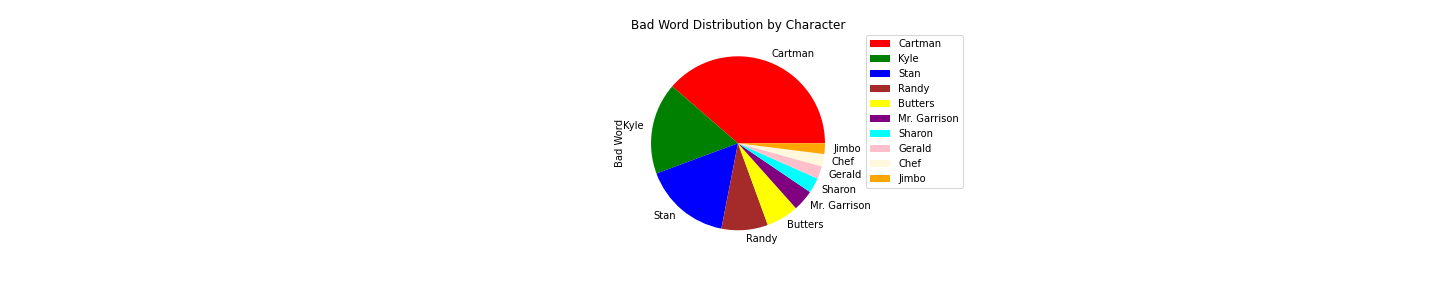 Bad Word Distribution by Character
Cartman
Kyle
Stan
Randy
Butters
Mr. Garrison
Sharon
Gerald
Chef
Jimbo
Bad Word
Cartman
Kyle
Stan
Randy
Butters
Mr. Garrison
Sharon
Gerald
Chef
Jimbo